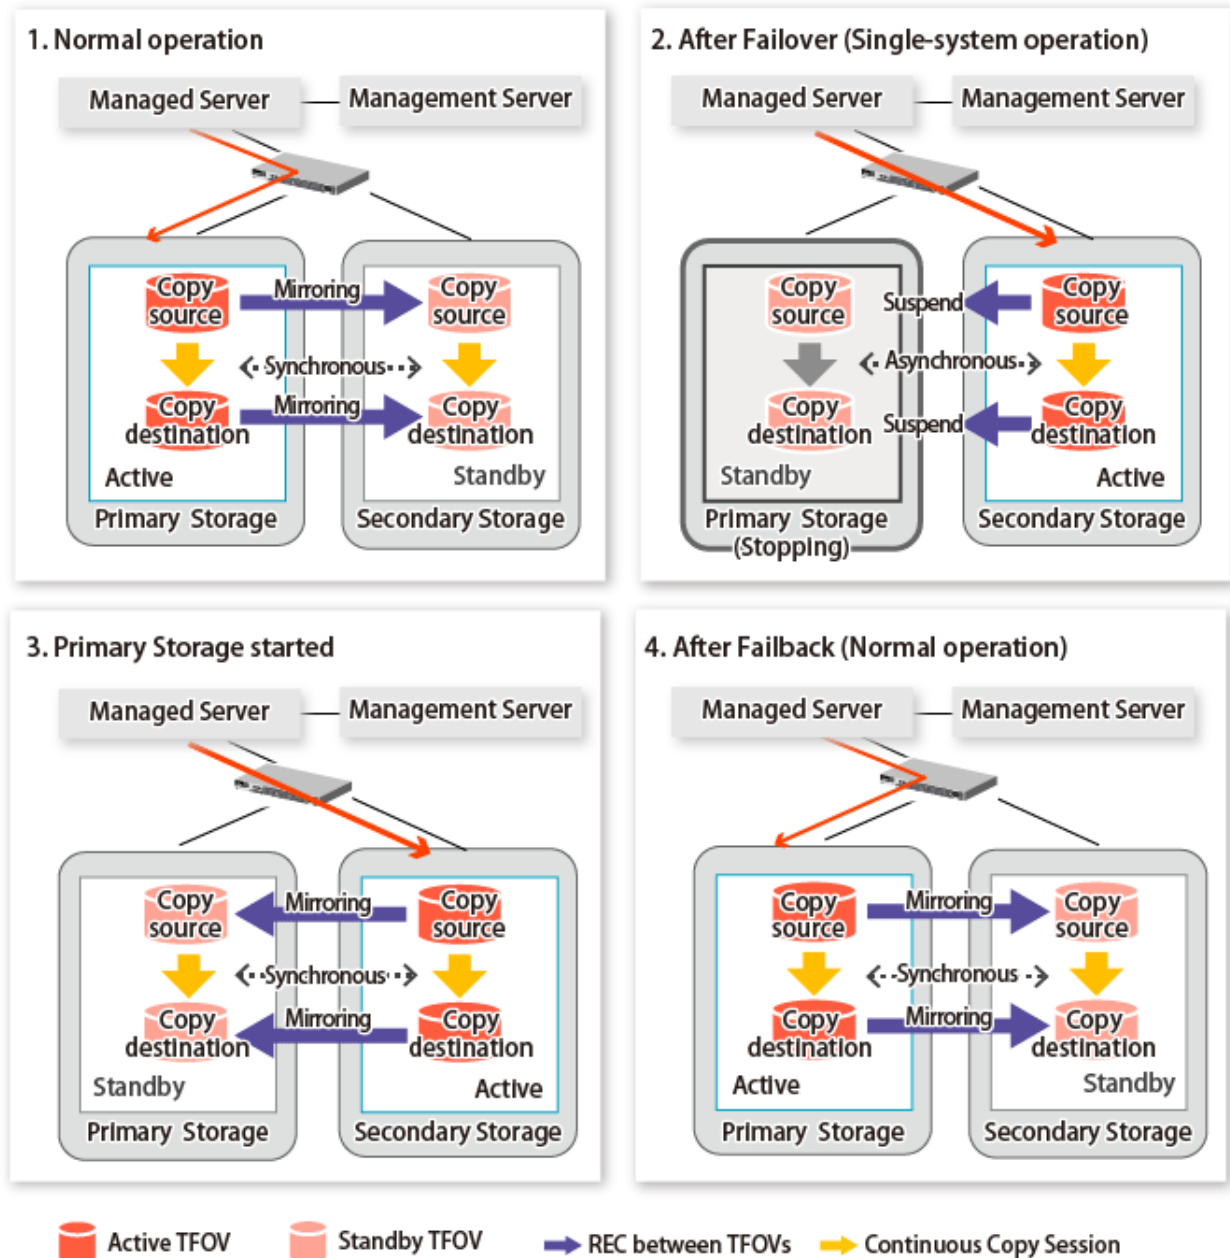 1. Normal operation
Managed Server
Management Server
Copy
source
Mirroring
Copy
source
Synchronous
Copy
destination
Mirroring
Copy
destination
Active
Standby
Primary Storage
Secondary Storage
2. After Failover (Single-system operation)
Managed Server
Management Server
Copy
source
Suspend
Copy
source
Asynchronous
Copy
destination
Suspend
Copy
destination
Standby
Active
Primary Storage
(Stopping)
Secondary Storage
3. Primary Storage started
Managed Server
Management Server
Copy
source
Mirroring
Copy
source
Synchronous
Copy
destination
Mirroring
Copy
destination
Standby
Active
Primary Storage
Secondary Storage
4. After Failback (Normal operation)
Managed Server
Management Server
Copy
source
Mirroring
Copy
source
Synchronous
Copy
destination
Mirroring
Copy
destination
Active
Standby
Primary Storage
Secondary Storage
Active TFOV
Standby TFOV
REC between TFOVs
Continuous Copy Session